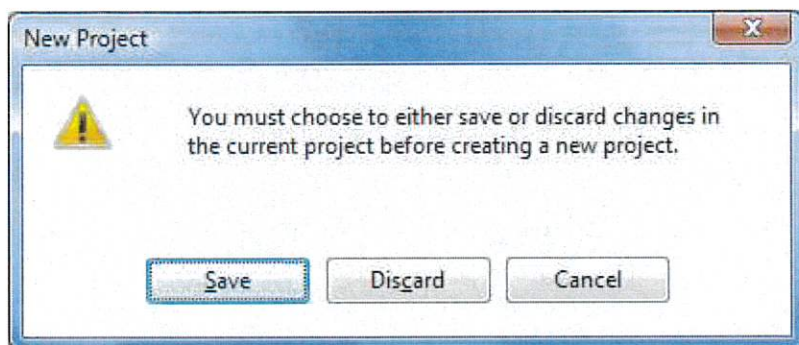 New Project
You must choose to either save or discard changes in
the current project before creating a new project.
Save
Discard
Cancel